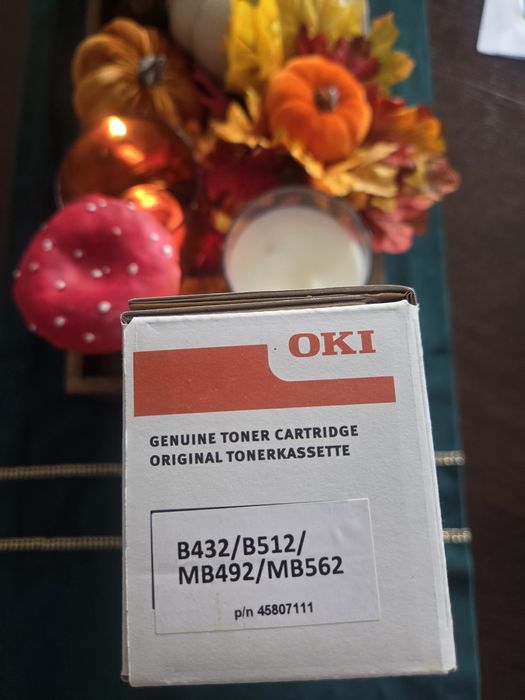 OKI
GENUINE TONER CARTRIDGE
ORIGINAL TONERKASSETTE
B432/B512/
MB492/MB562
p/n 45807111